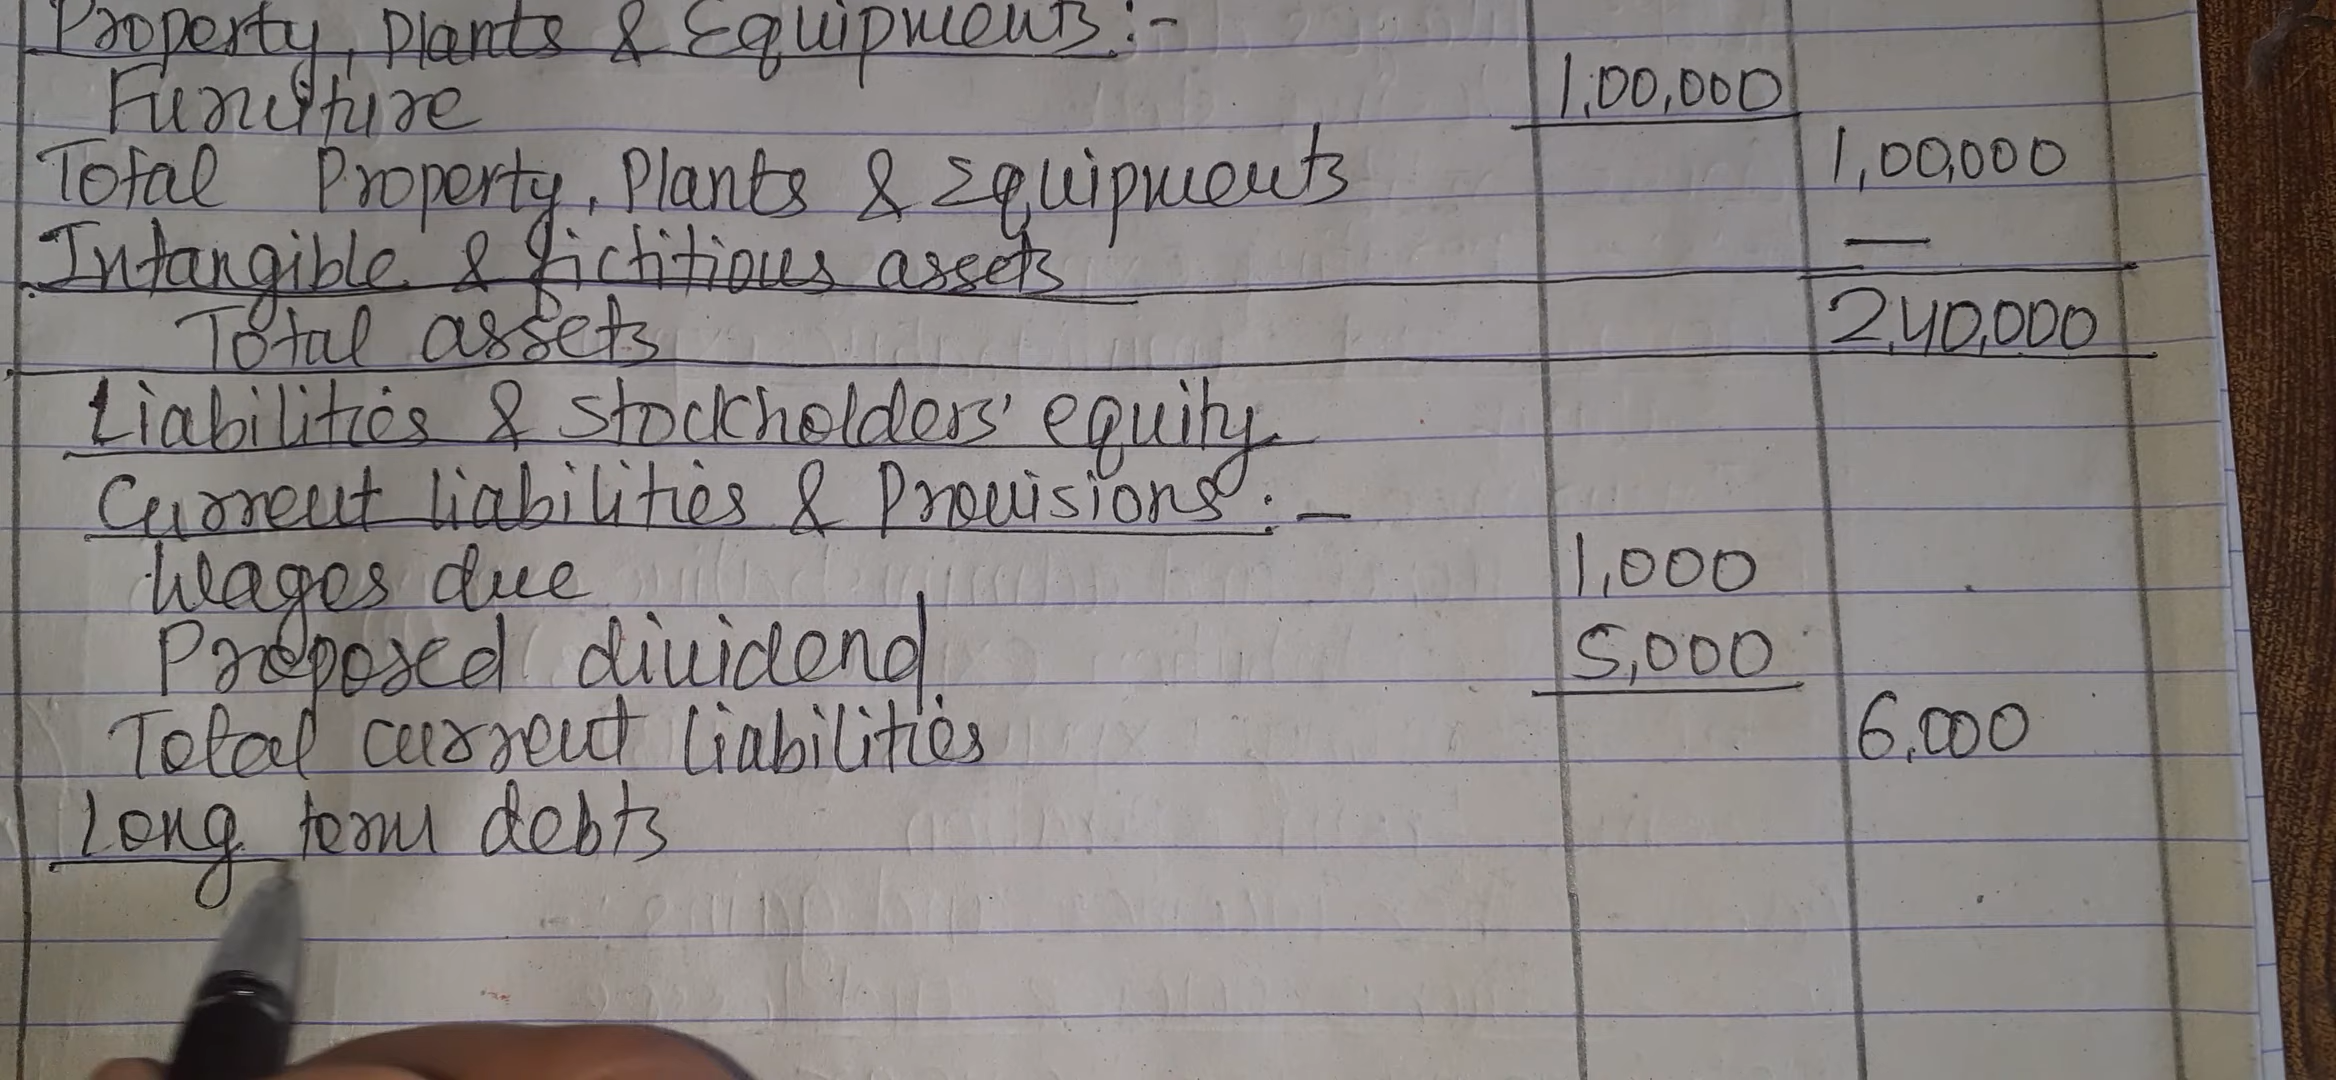 Property, Plants & Equipments:-
Furniture 1,00,000
Total Property, Plants & Equipments 1,00,000
Intangible & fictitious assets —
Total assets 2,40,000
Liabilities & stockholders' equity
Current liabilities & Provisions:-
Wages due 1,000
Proposed dividend 5,000
Total current liabilities 6,000
Long term debts